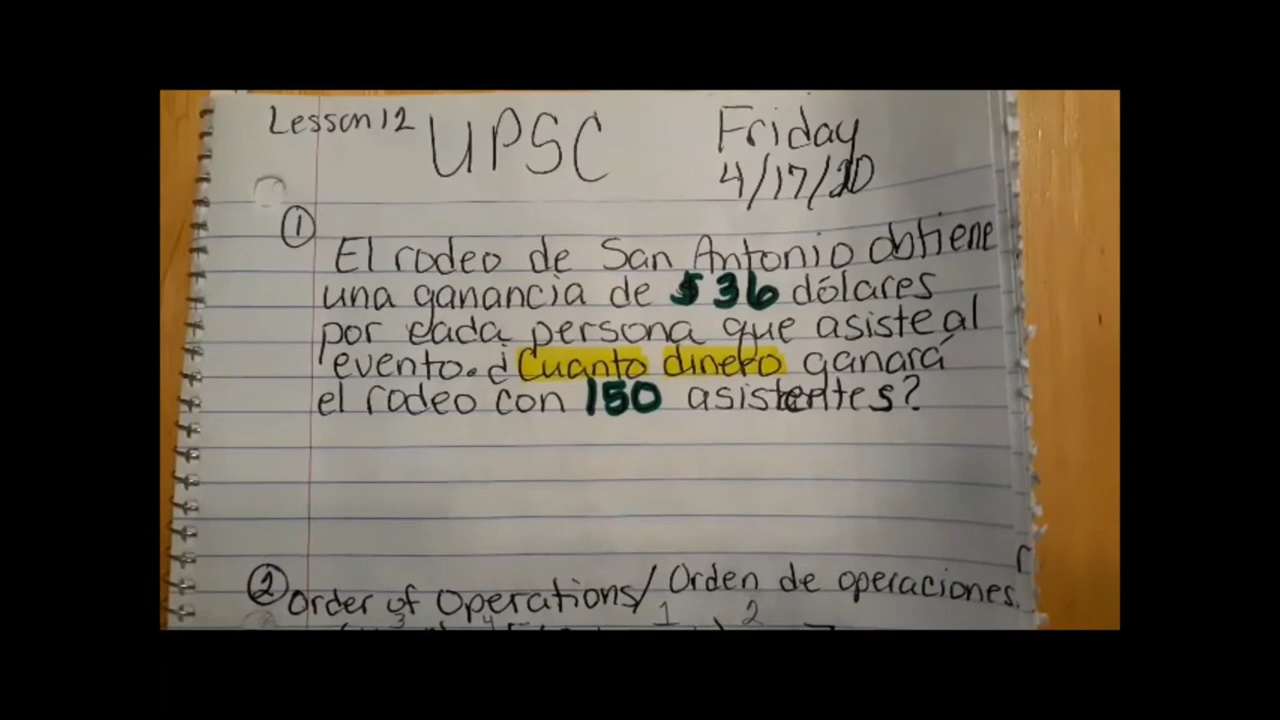 Lesson 12 UPSC Friday
4/17/20
① El rodeo de San Antonio obtiene
una ganancia de $36 dólares
por cada persona que asiste al
evento. ¿Cuanto dinero ganará
el rodeo con 150 asistentes?
② Order of Operations/Orden de operaciones.
1 2